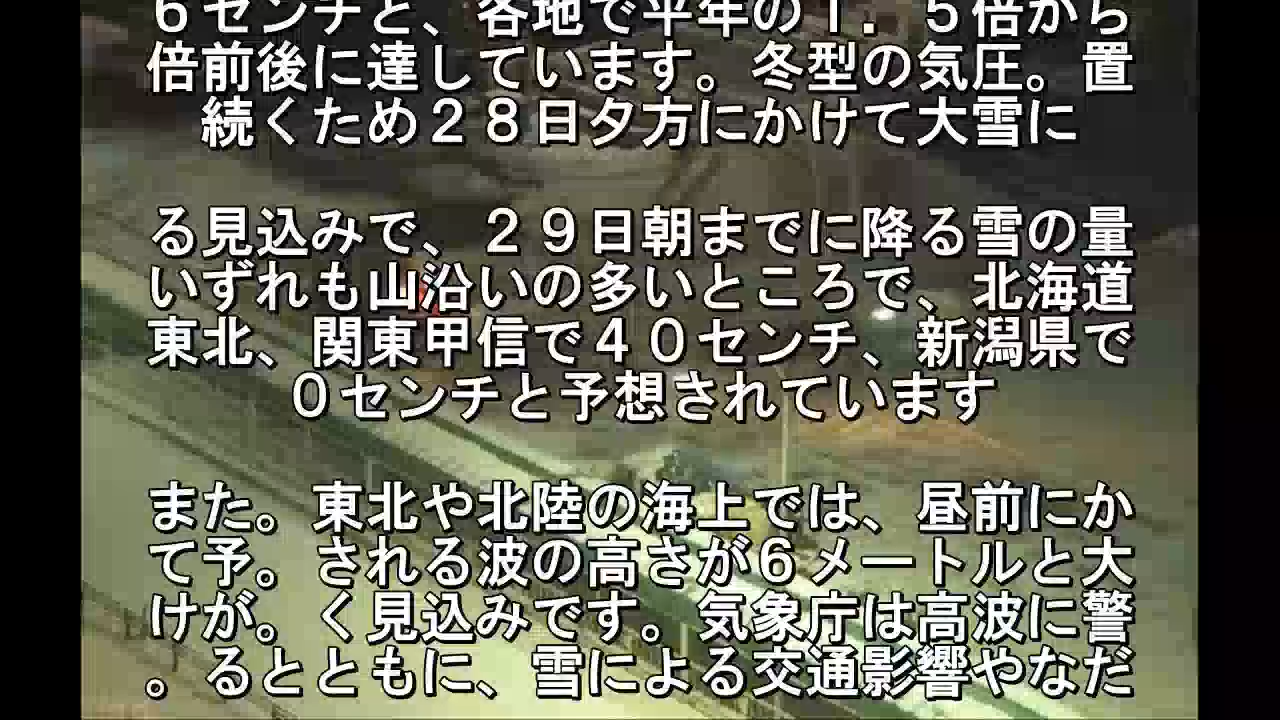 ６センチと、各地で平年の１．５倍から
倍前後に達しています。冬型の気圧。置
続くため２８日夕方にかけて大雪に
る見込みで、２９日朝までに降る雪の量
いずれも山沿いの多いところで、北海道
東北、関東甲信で４０センチ、新潟県で
０センチと予想されています
また。東北や北陸の海上では、昼前にか
て予。される波の高さが６メートルと大
けが。く見込みです。気象庁は高波に警
。るとともに、雪による交通影響やなだ